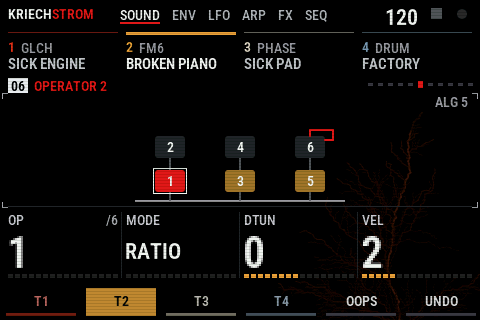 KRIECHSTROM SOUND ENV LFO ARP FX SEQ 120
1 GLCH 2 FM6 3 PHASE 4 DRUM
SICK ENGINE BROKEN PIANO SICK PAD FACTORY
06 OPERATOR 2
ALG 5
2 4 6
1 3 5
OP /6 MODE DTUN VEL
1 RATIO 0 2
T1 T2 T3 T4 OOPS UNDO